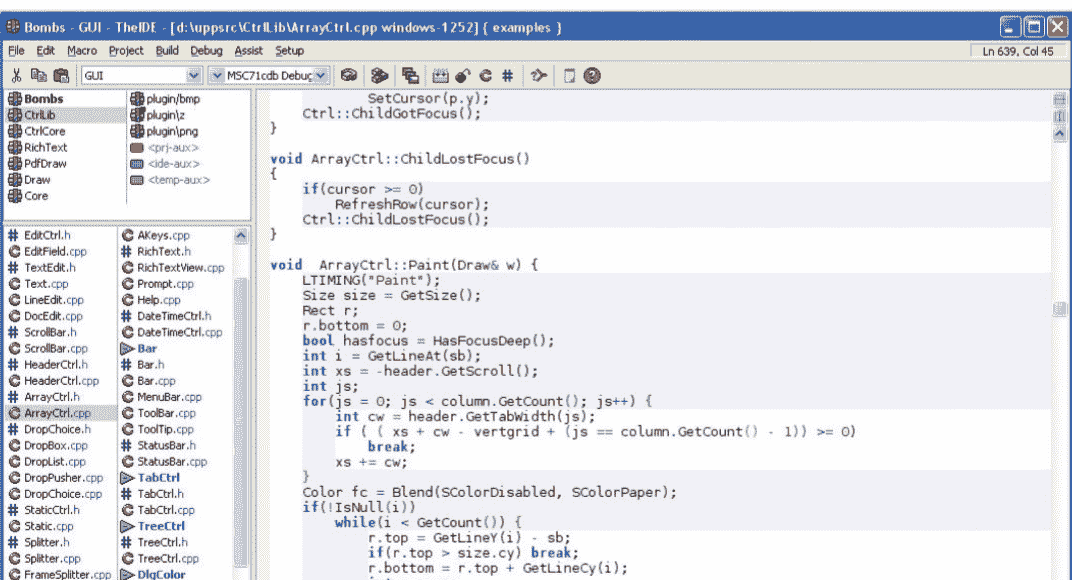 Bombs - GUI - TheIDE - [d:\uppsrc\CtrlLib\ArrayCtrl.cpp windows-1252] { examples }
File Edit Macro Project Build Debug Assist Setup
Ln 639, Col 45
GUI
MSC71cdb Debug
Bombs
CtrlLib
CtrlCore
RichText
PdfDraw
Draw
Core
plugin/bmp
plugin\z
plugin\png
<prj-aux>
<ide-aux>
<temp-aux>
EditCtrl.h
EditField.cpp
TextEdit.h
Text.cpp
LineEdit.cpp
DocEdit.cpp
ScrollBar.h
ScrollBar.cpp
HeaderCtrl.h
HeaderCtrl.cpp
ArrayCtrl.h
ArrayCtrl.cpp
DropChoice.h
DropBox.cpp
DropList.cpp
DropPusher.cpp
DropChoice.cpp
StaticCtrl.h
Static.cpp
Splitter.h
Splitter.cpp
FrameSplitter.cpp
AKeys.cpp
RichText.h
RichTextView.cpp
Prompt.cpp
Help.cpp
DateTimeCtrl.h
DateTimeCtrl.cpp
Bar
Bar.h
Bar.cpp
MenuBar.cpp
ToolBar.cpp
ToolTip.cpp
StatusBar.h
StatusBar.cpp
TabCtrl
TabCtrl.h
TabCtrl.cpp
TreeCtrl
TreeCtrl.h
TreeCtrl.cpp
DlgColor
SetCursor(p.y);
Ctrl::ChildGotFocus();
}
void ArrayCtrl::ChildLostFocus()
{
if(cursor >= 0)
RefreshRow(cursor);
Ctrl::ChildLostFocus();
}
void  ArrayCtrl::Paint(Draw& w) {
LTIMING("Paint");
Size size = GetSize();
Rect r;
r.bottom = 0;
bool hasfocus = HasFocusDeep();
int i = GetLineAt(sb);
int xs = -header.GetScroll();
int js;
for(js = 0; js < column.GetCount(); js++) {
int cw = header.GetTabWidth(js);
if ( ( xs + cw - vertgrid + (js == column.GetCount() - 1)) >= 0)
break;
xs += cw;
}
Color fc = Blend(SColorDisabled, SColorPaper);
if(!IsNull(i))
while(i < GetCount()) {
r.top = GetLineY(i) - sb;
if(r.top > size.cy) break;
r.bottom = r.top + GetLineCy(i);